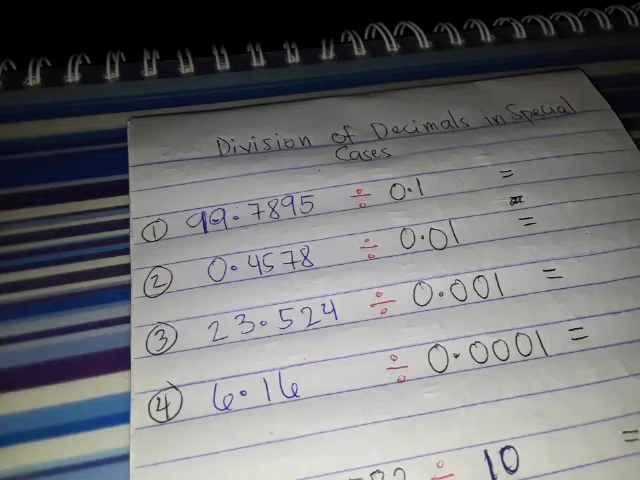 Division of Decimals in Special
Cases
① 99.7895 ÷ 0.1 =
② 0.4578 ÷ 0.01 =
③ 23.524 ÷ 0.001 =
④ 6.16 ÷ 0.0001 =
÷ 10 =